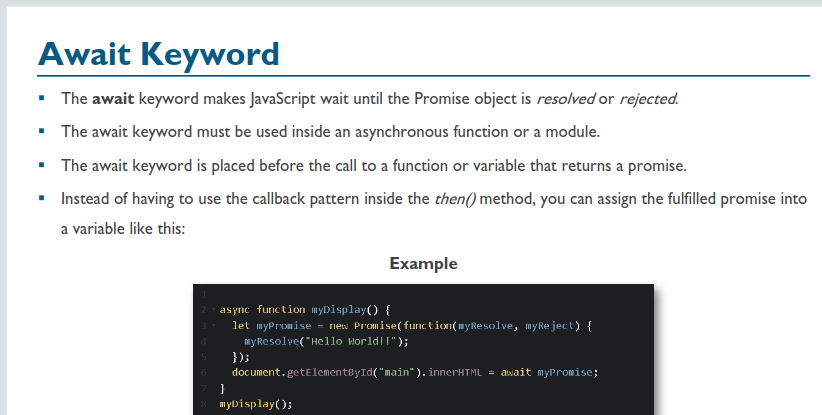 Await Keyword
▪ The await keyword makes JavaScript wait until the Promise object is resolved or rejected.
▪ The await keyword must be used inside an asynchronous function or a module.
▪ The await keyword is placed before the call to a function or variable that returns a promise.
▪ Instead of having to use the callback pattern inside the then() method, you can assign the fulfilled promise into
a variable like this:
Example
1
2 async function myDisplay() {
3 let myPromise = new Promise(function(myResolve, myReject) {
4 myResolve("Hello World!!");
5 });
6 document.getElementById("main").innerHTML = await myPromise;
7 }
8 myDisplay();